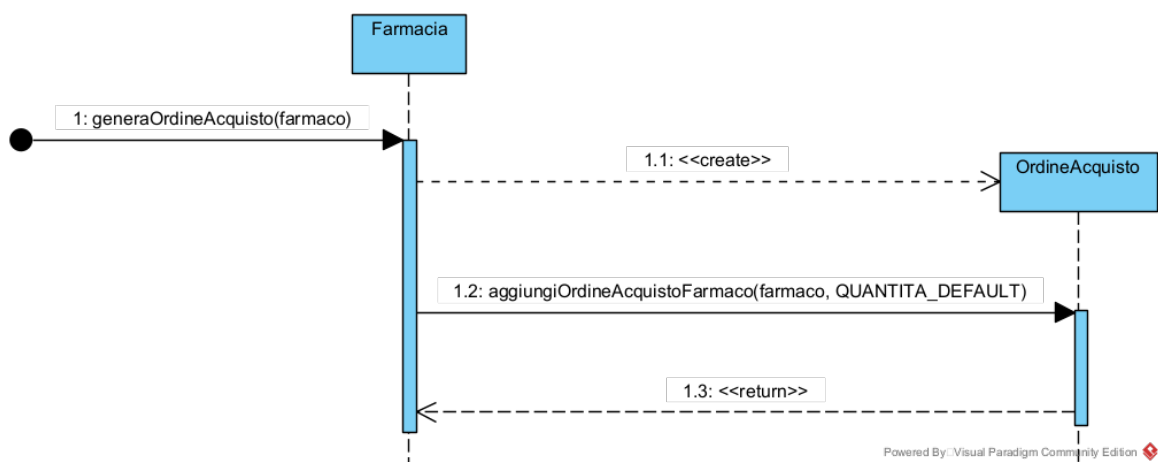 Farmacia
1: generaOrdineAcquisto(farmaco)
1.1: <<create>>
OrdineAcquisto
1.2: aggiungiOrdineAcquistoFarmaco(farmaco, QUANTITA_DEFAULT)
1.3: <<return>>
Powered By Visual Paradigm Community Edition